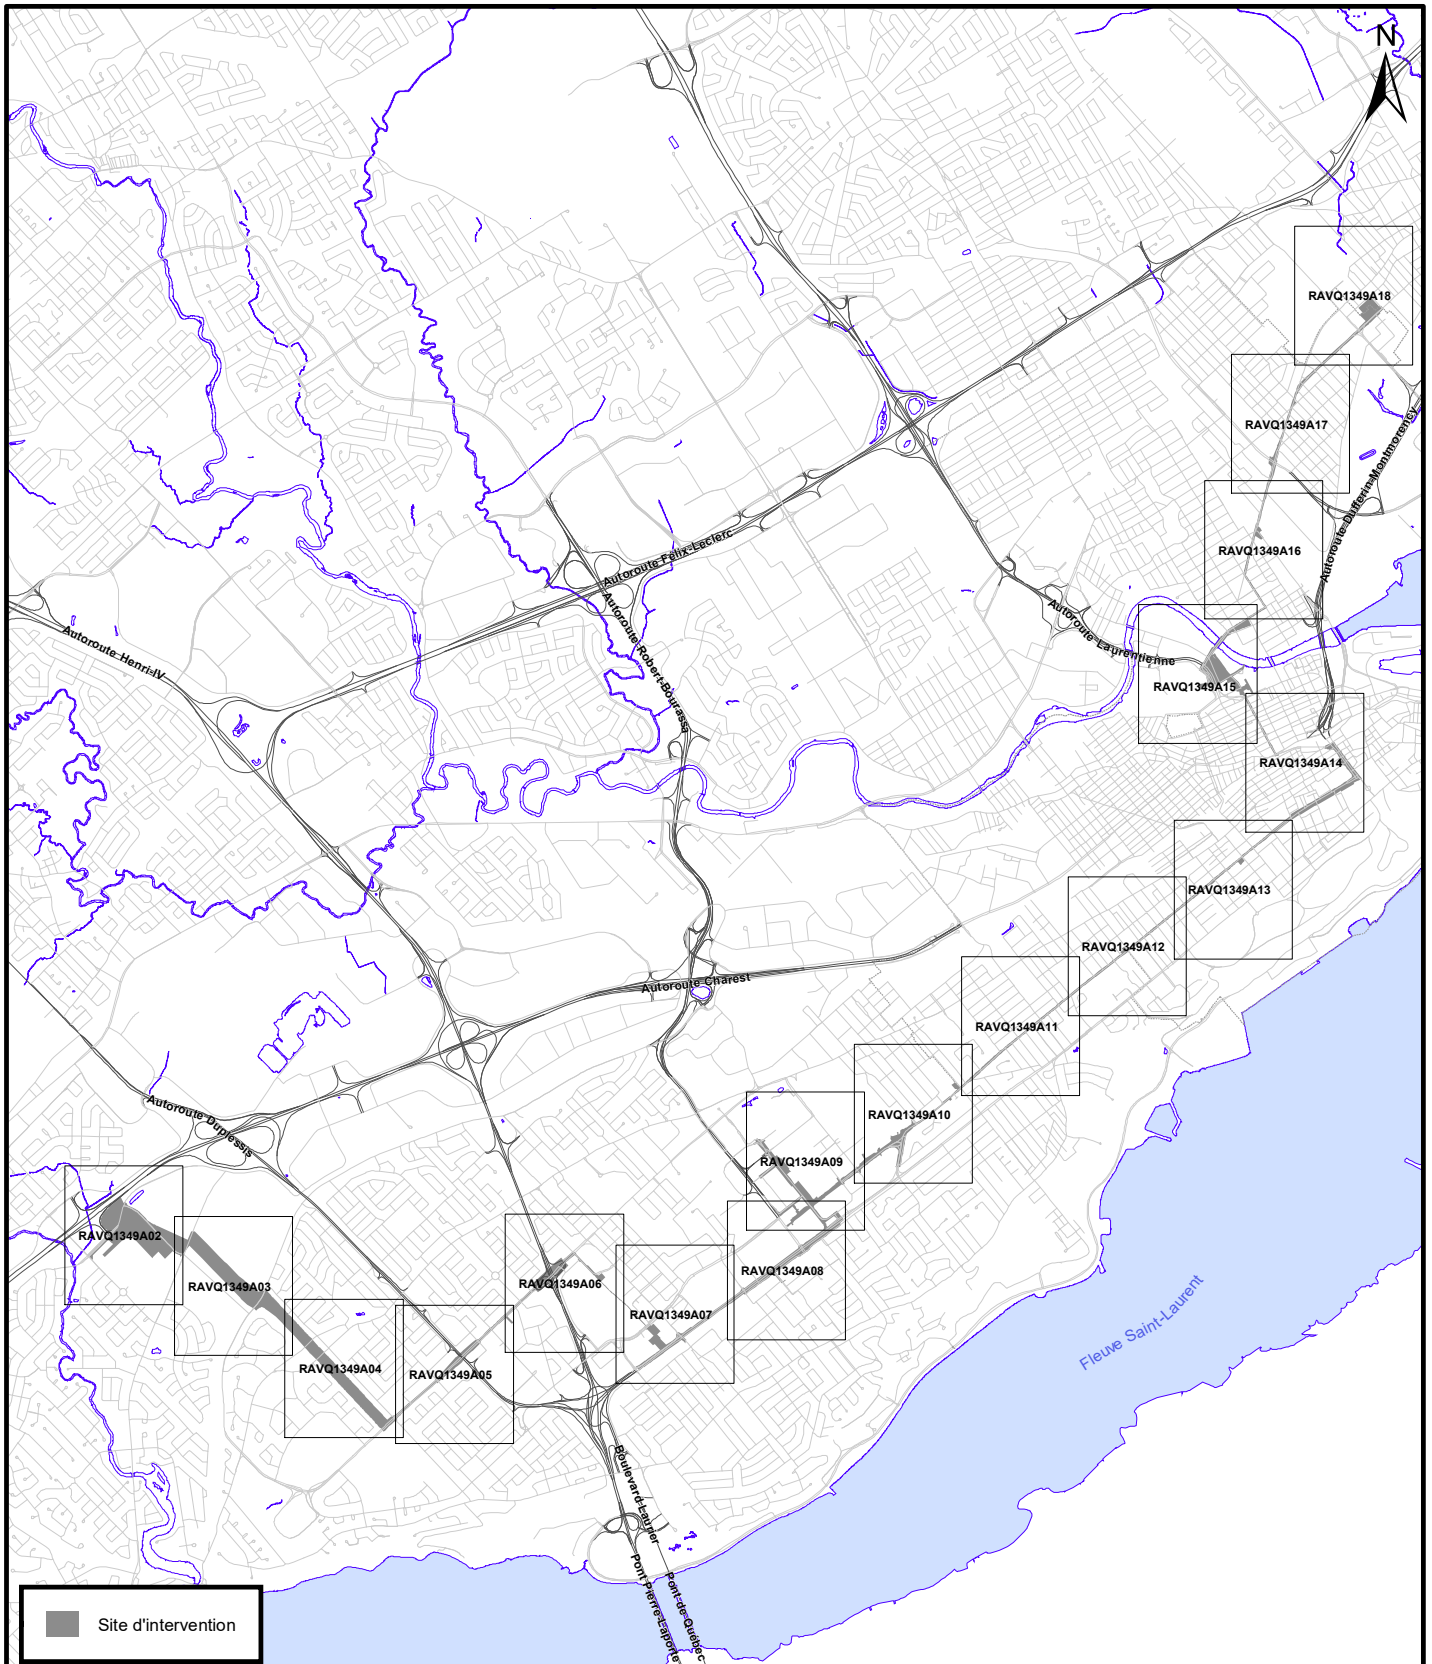 N
RAVQ1349A18
RAVQ1349A17
Autoroute Dufferin-Montmorency
RAVQ1349A16
Autoroute Félix-Leclerc
Autoroute Robert-Bourassa
Autoroute Laurentienne
Autoroute Henri-IV
RAVQ1349A15
RAVQ1349A14
RAVQ1349A13
RAVQ1349A12
Autoroute Charest
RAVQ1349A11
Autoroute Duplessis
RAVQ1349A10
RAVQ1349A09
RAVQ1349A02
RAVQ1349A08
RAVQ1349A03
RAVQ1349A06
RAVQ1349A07
Fleuve Saint-Laurent
RAVQ1349A04
RAVQ1349A05
Boulevard Laurier
Pont Pierre-Laporte
Pont de Québec
Site d'intervention